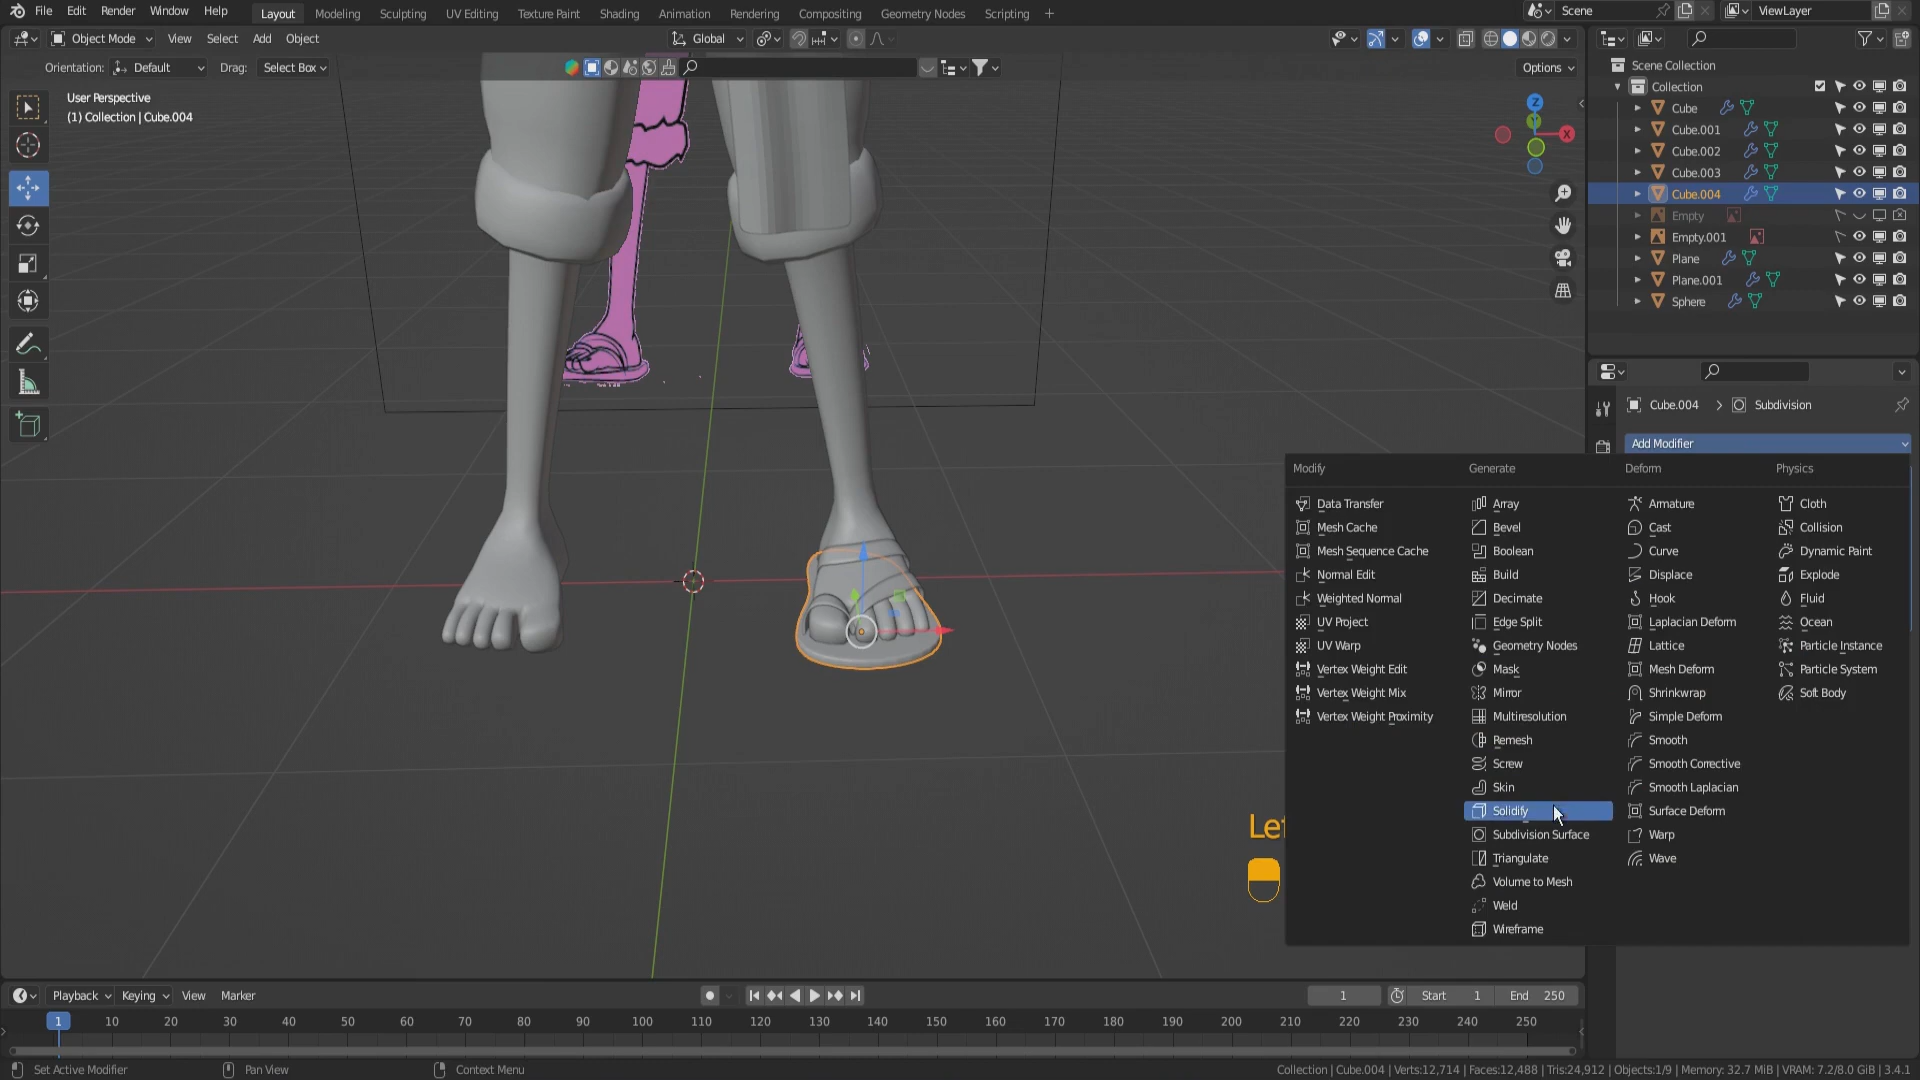 File Edit Render Window Help Layout Modeling Sculpting UV Editing Texture Paint Shading Animation Rendering Compositing Geometry Nodes Scripting + Scene ViewLayer
Object Mode View Select Add Object Global
Orientation: Default Drag: Select Box Options
User Perspective
(1) Collection | Cube.004
Z
Y
X
Scene Collection
Collection
Cube
Cube.001
Cube.002
Cube.003
Cube.004
Empty
Empty.001
Plane
Plane.001
Sphere
Cube.004 > Subdivision
Add Modifier
Modify Generate Deform Physics
Data Transfer Array Armature Cloth
Mesh Cache Bevel Cast Collision
Mesh Sequence Cache Boolean Curve Dynamic Paint
Normal Edit Build Displace Explode
Weighted Normal Decimate Hook Fluid
UV Project Edge Split Laplacian Deform Ocean
UV Warp Geometry Nodes Lattice Particle Instance
Vertex Weight Edit Mask Mesh Deform Particle System
Vertex Weight Mix Mirror Shrinkwrap Soft Body
Vertex Weight Proximity Multiresolution Simple Deform
Remesh Smooth
Screw Smooth Corrective
Skin Smooth Laplacian
Solidify Surface Deform
Subdivision Surface Warp
Triangulate Wave
Volume to Mesh
Weld
Wireframe
Le
Playback Keying View Marker 1 Start 1 End 250
1 10 20 30 40 50 60 70 80 90 100 110 120 130 140 150 160 170 180 190 200 210 220 230 240 250
Set Active Modifier Pan View Context Menu Collection | Cube.004 | Verts:12,714 | Faces:12,488 | Tris:24,912 | Objects:1/9 | Memory: 32.7 MiB | VRAM: 7.2/8.0 GiB | 3.4.1